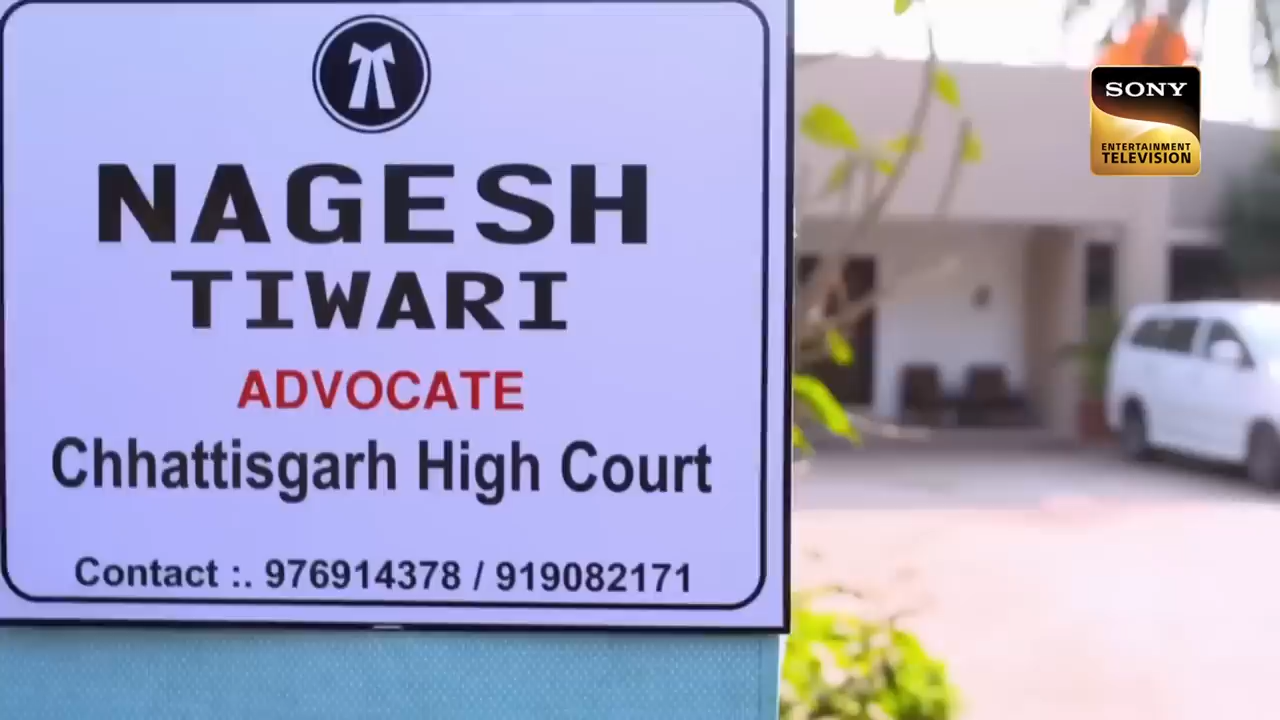 NAGESH
TIWARI
ADVOCATE
Chhattisgarh High Court
Contact :. 976914378 / 919082171
SONY
ENTERTAINMENT
TELEVISION